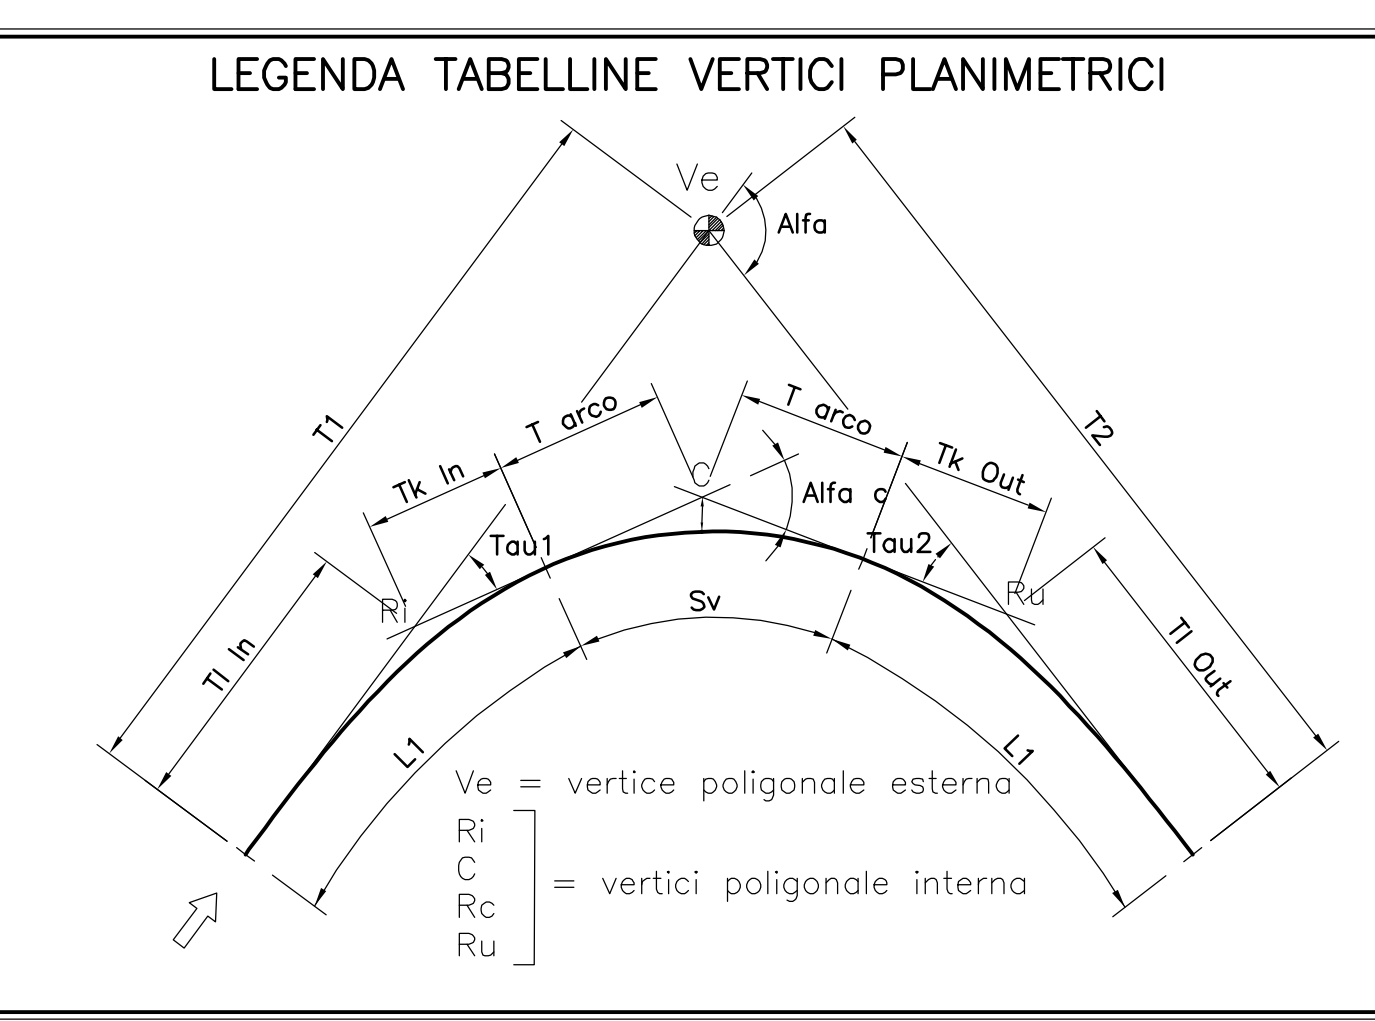 LEGENDA TABELLINE VERTICI PLANIMETRICI
Ve
Alfa
T1
T2
T arco
T arco
Tk In
Tk Out
C
Alfa c
Tau1
Tau2
Ri
Ru
Sv
Tl In
Tl Out
L1
L1
Ve = vertice poligonale esterna
Ri
C
= vertici poligonale interna
Rc
Ru